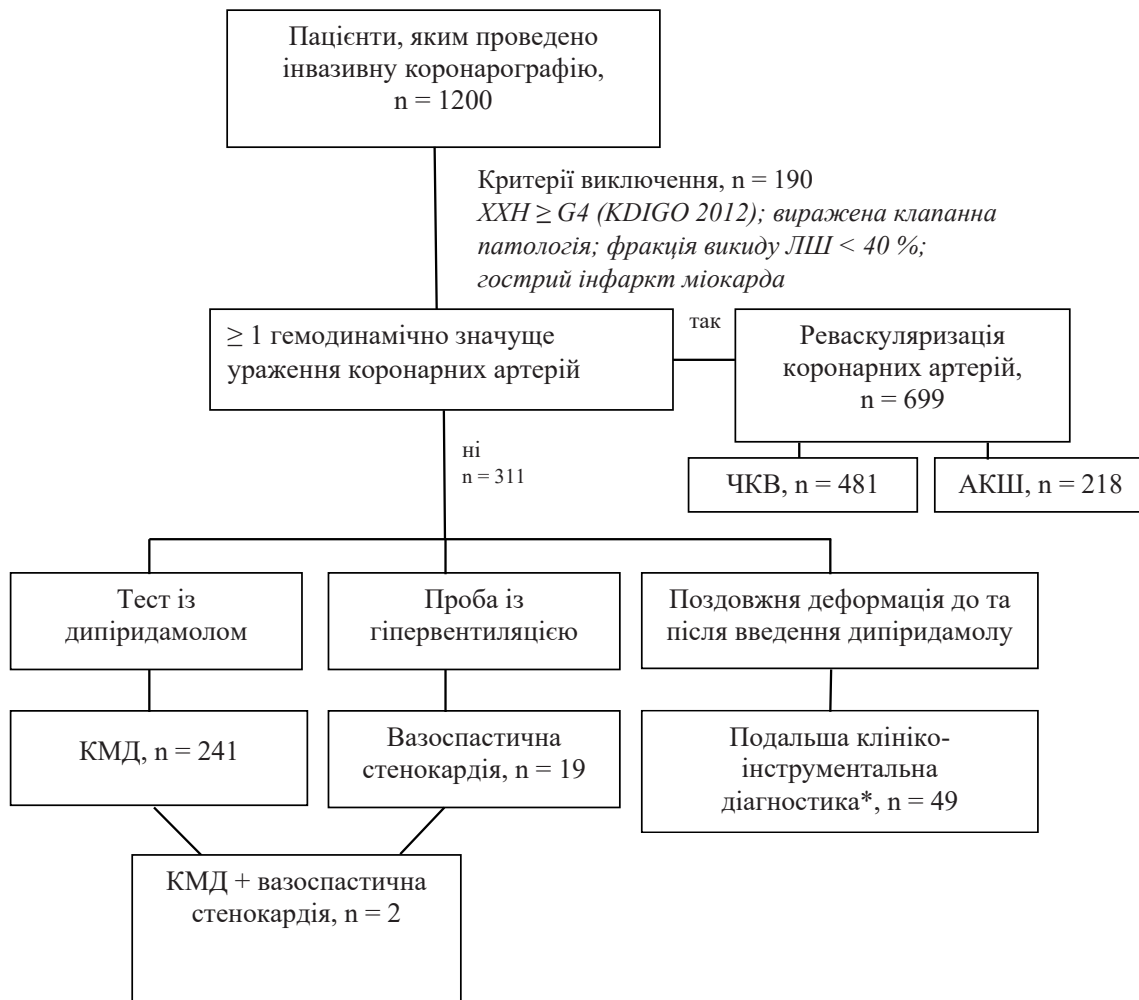 Пацієнти, яким проведено
інвазивну коронарографію,
n = 1200
Критерії виключення, n = 190
ХХН ≥ G4 (KDIGO 2012); виражена клапанна
патологія; фракція викиду ЛШ < 40 %;
гострий інфаркт міокарда
≥ 1 гемодинамічно значуще
ураження коронарних артерій
так
Реваскуляризація
коронарних артерій,
n = 699
ні
n = 311
ЧКВ, n = 481
АКШ, n = 218
Тест із
дипіридамолом
Проба із
гіпервентиляцією
Поздовжня деформація до та
після введення дипіридамолу
КМД, n = 241
Вазоспастична
стенокардія, n = 19
Подальша клініко-
інструментальна
діагностика*, n = 49
КМД + вазоспастична
стенокардія, n = 2